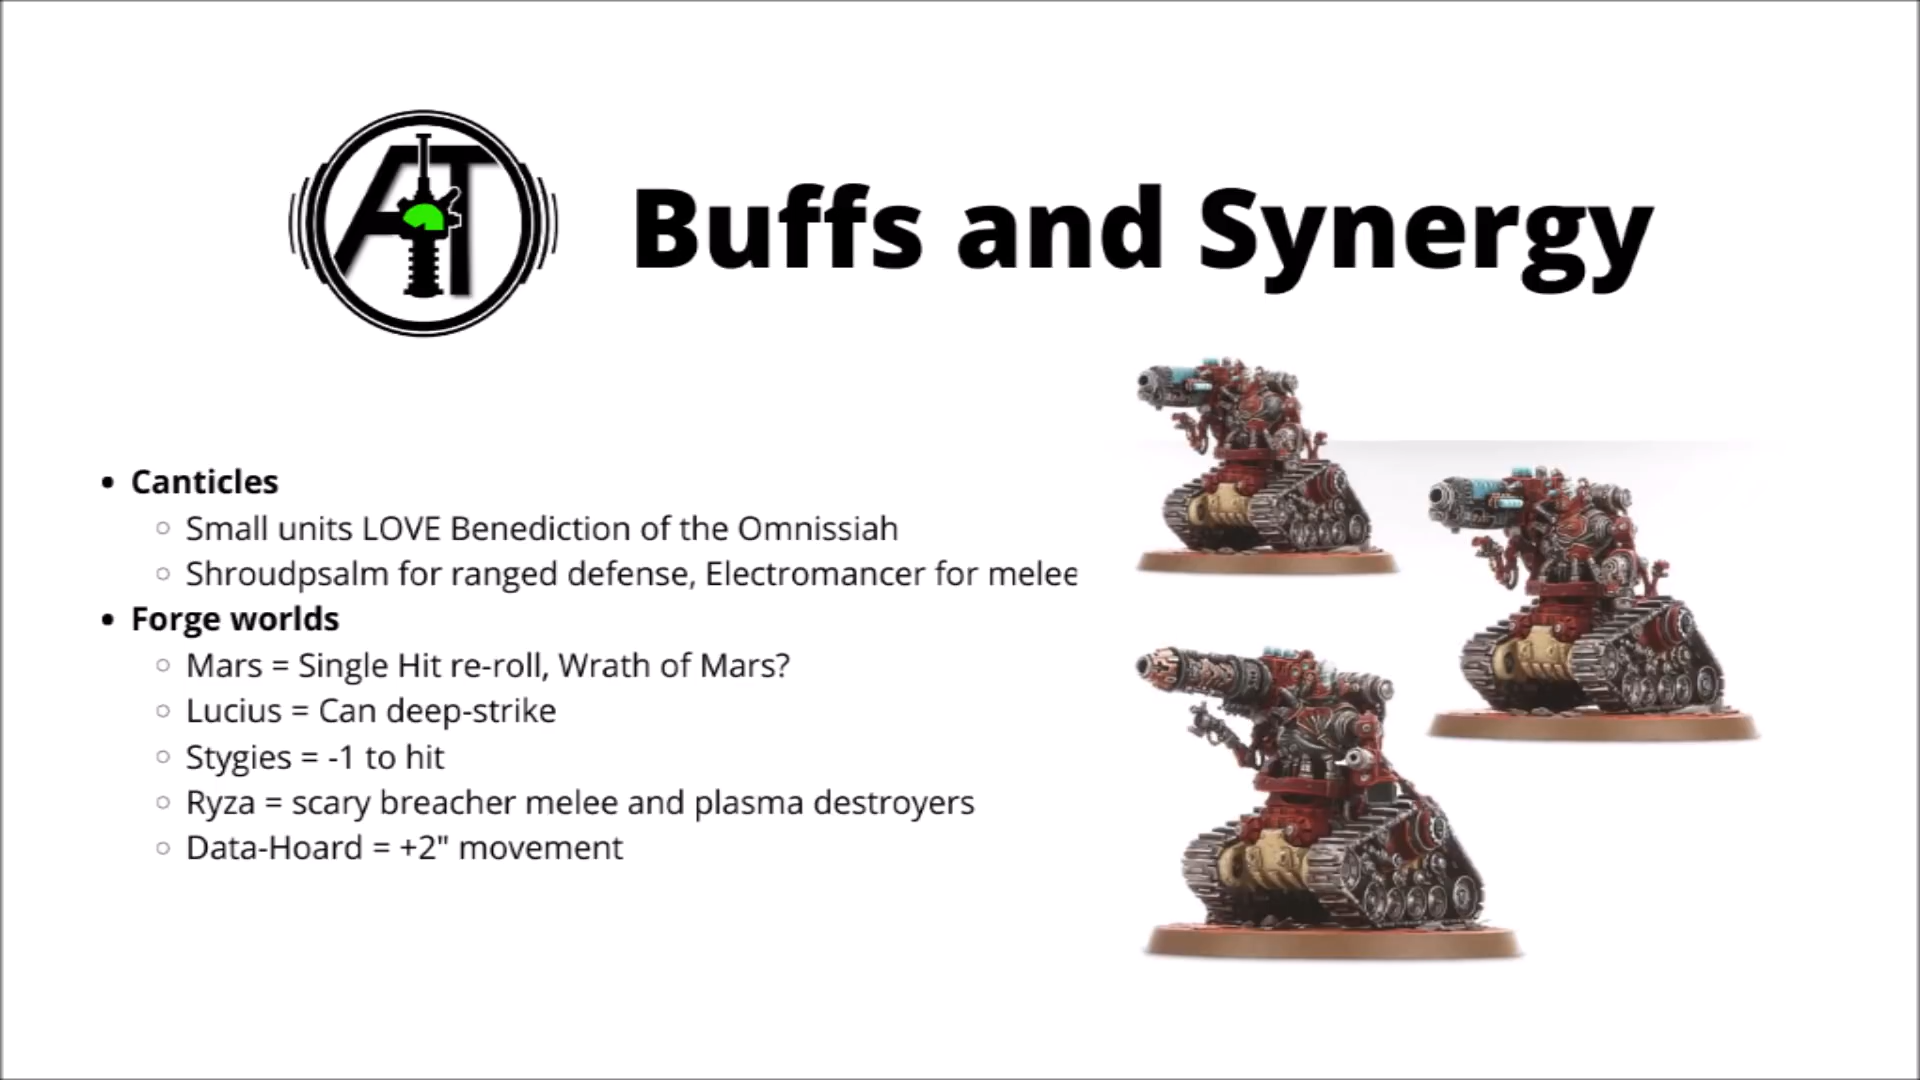 AT
Buffs and Synergy
• Canticles
○ Small units LOVE Benediction of the Omnissiah
○ Shroudpsalm for ranged defense, Electromancer for melee
• Forge worlds
○ Mars = Single Hit re-roll, Wrath of Mars?
○ Lucius = Can deep-strike
○ Stygies = -1 to hit
○ Ryza = scary breacher melee and plasma destroyers
○ Data-Hoard = +2" movement